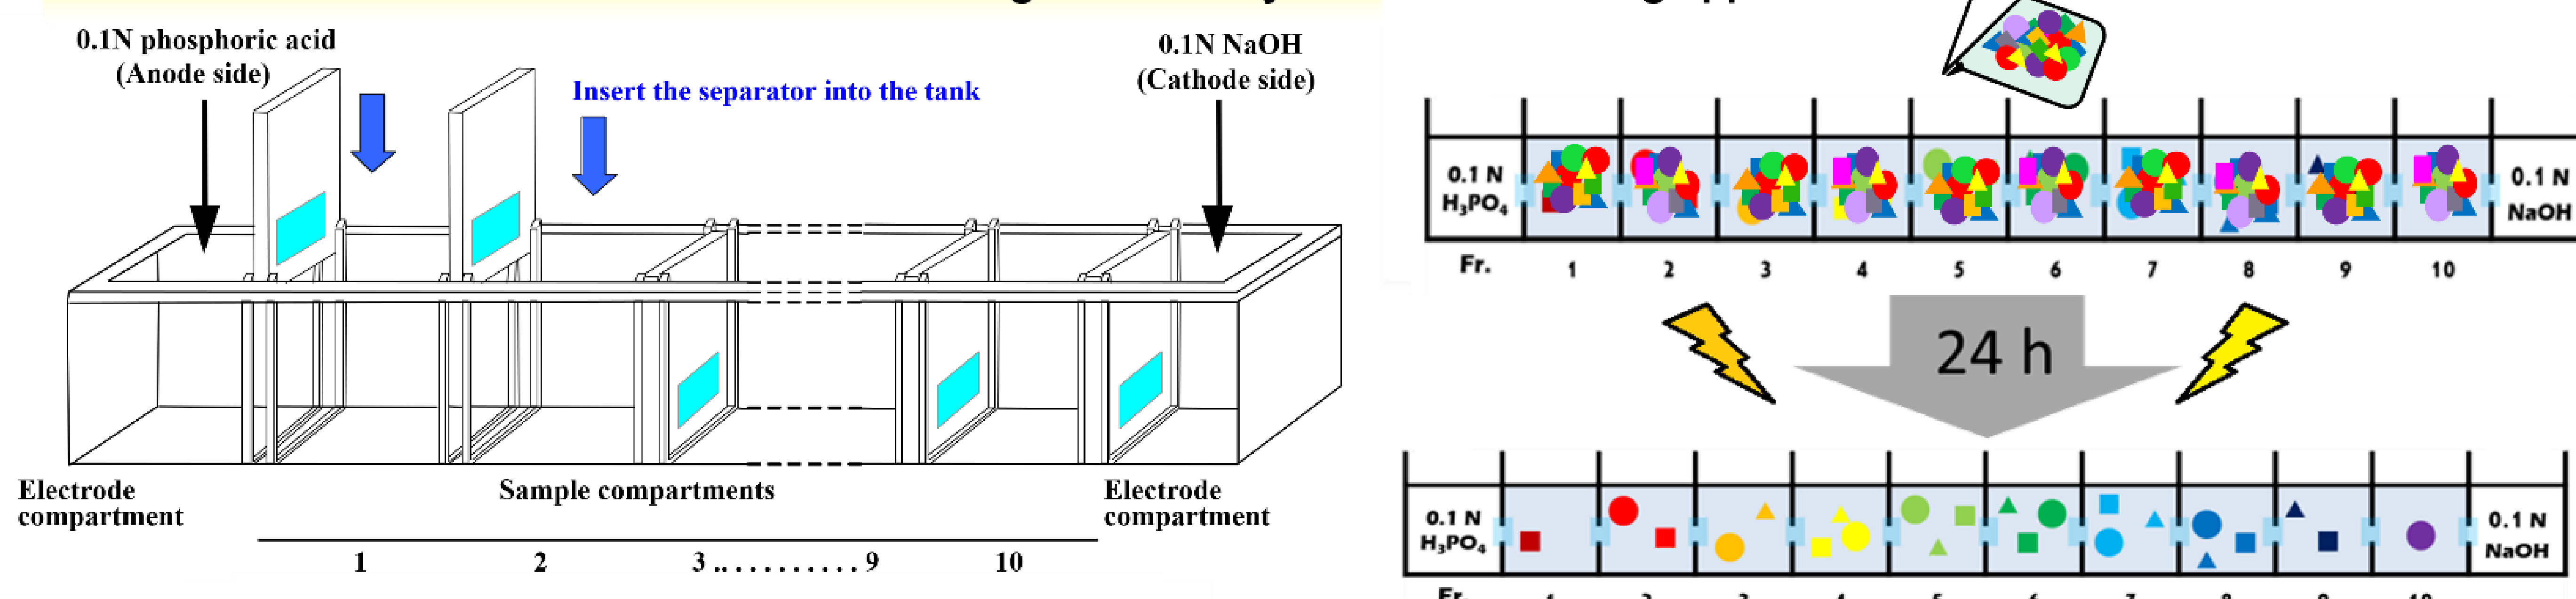 0.1N phosphoric acid
(Anode side)
Insert the separator into the tank
0.1N NaOH
(Cathode side)
Electrode
compartment
Sample compartments
Electrode
compartment
1 2 3 .......... 9 10
0.1 N
H₃PO₄
0.1 N
NaOH
Fr. 1 2 3 4 5 6 7 8 9 10
24 h
0.1 N
H₃PO₄
0.1 N
NaOH
Fr.